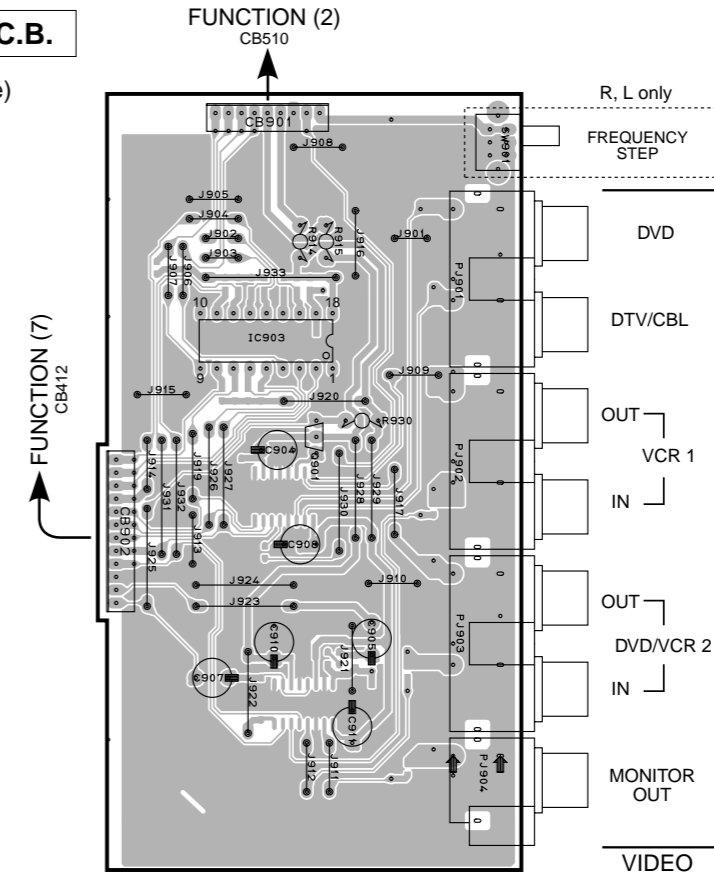 C.B.
FUNCTION (2)
CB510
e)
R, L only
CB901
SW901
FREQUENCY
STEP
J908
J905
J904
J902
J903
J907
J906
J933
R914
R915
J916
J901
PJ901
DVD
DTV/CBL
10
18
IC903
9
1
FUNCTION (7)
CB412
J909
J915
J920
R930
OUT
VCR 1
IN
PJ902
C904
J914
J931
J932
J919
J926
J927
J930
J928
J929
J917
CB902
J925
J913
C908
J924
J923
J910
OUT
DVD/VCR 2
IN
PJ903
C910
C905
J921
C907
J922
J912
J911
PJ904
MONITOR
OUT
VIDEO